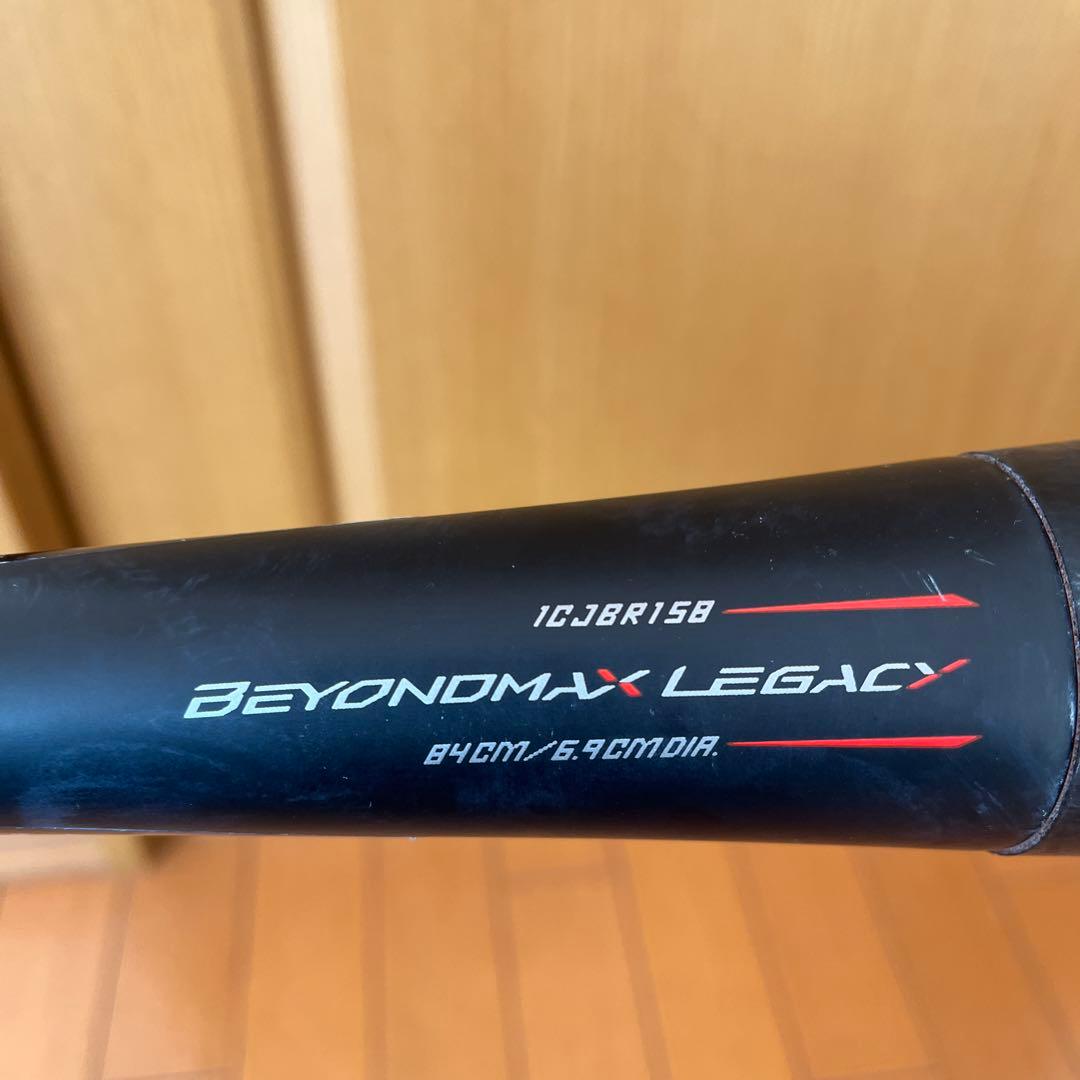 1CJBR158
BEYONDMAX LEGACY
84CM/6.9CMDIA.